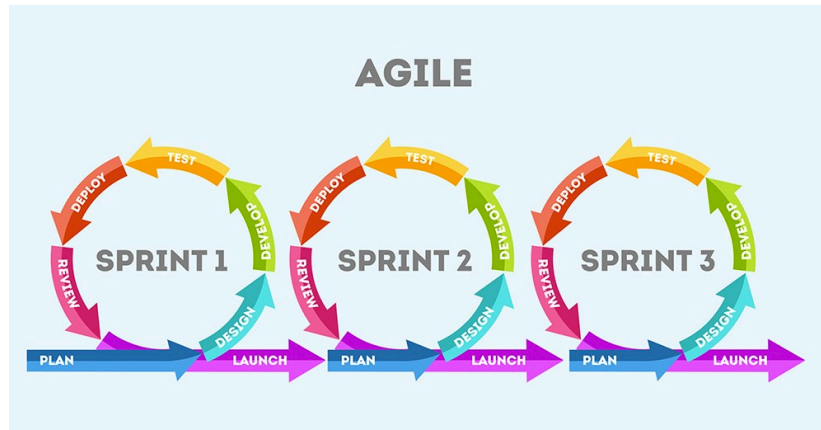 AGILE
SPRINT 1
PLAN
DESIGN
DEVELOP
TEST
DEPLOY
REVIEW
LAUNCH
SPRINT 2
PLAN
DESIGN
DEVELOP
TEST
DEPLOY
REVIEW
LAUNCH
SPRINT 3
PLAN
DESIGN
DEVELOP
TEST
DEPLOY
REVIEW
LAUNCH